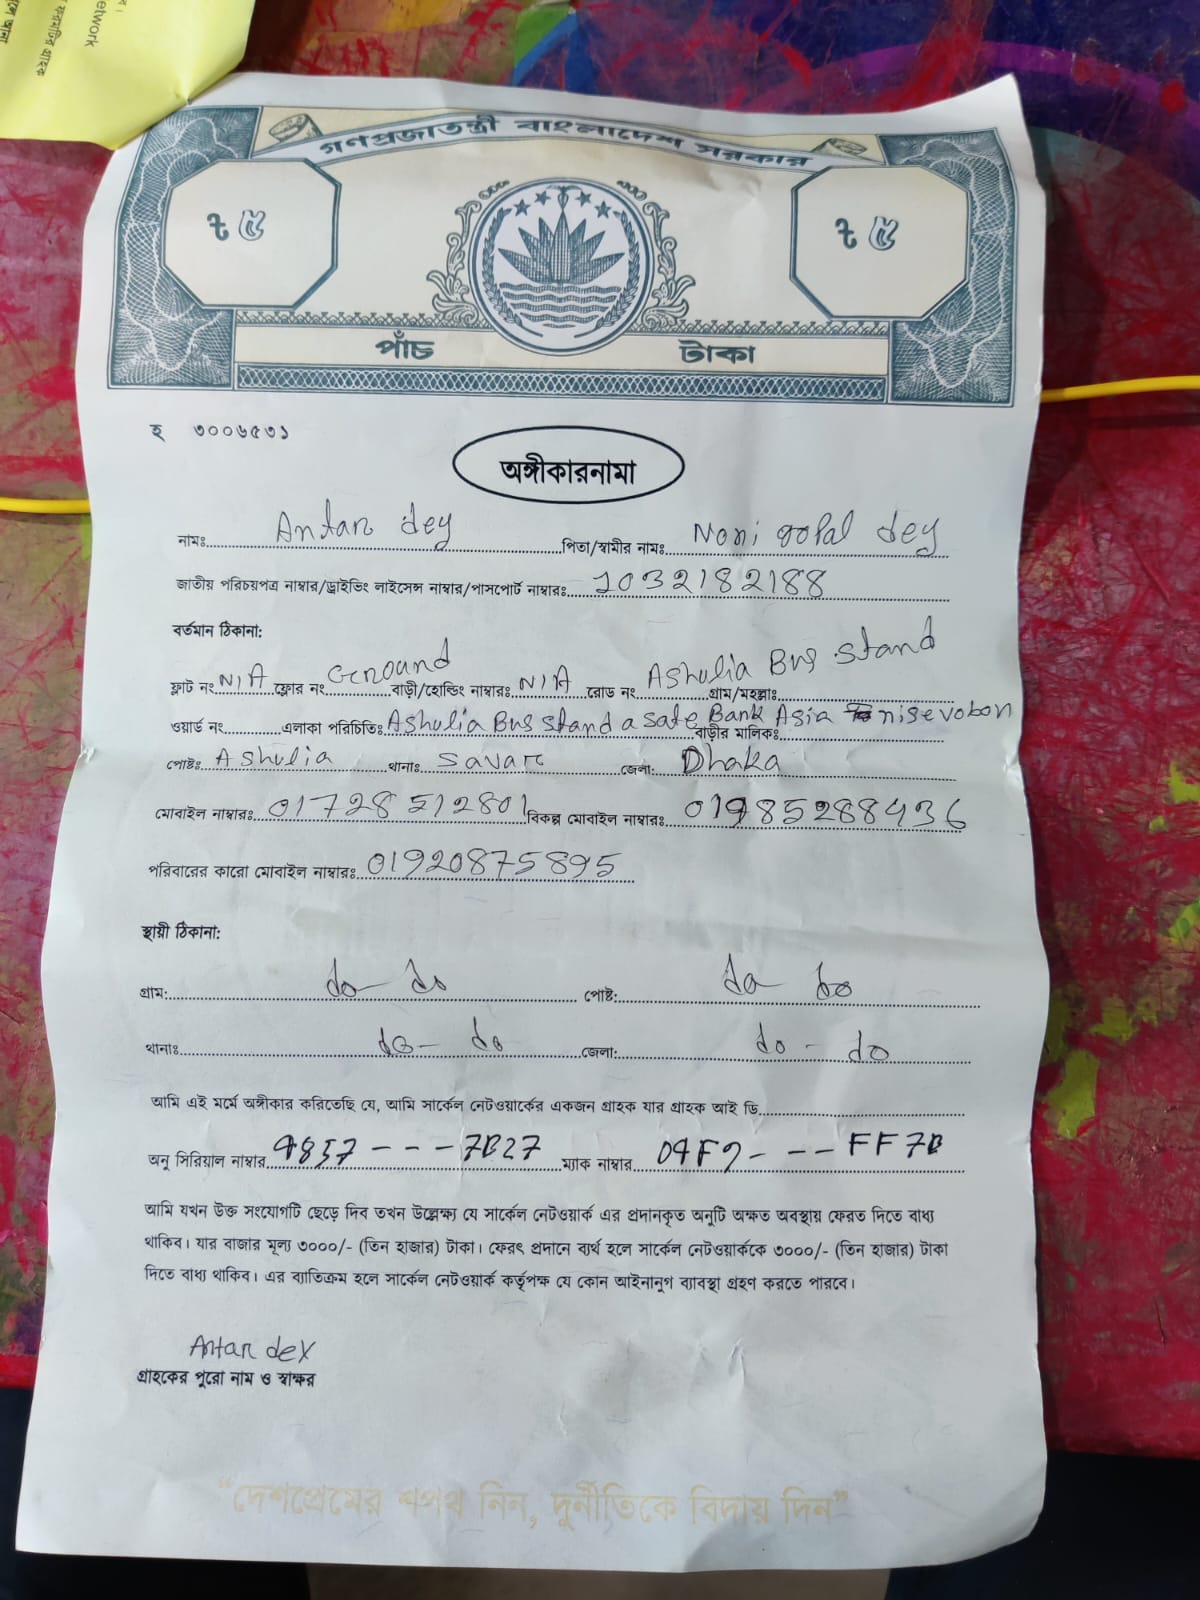 গণপ্রজাতন্ত্রী বাংলাদেশ সরকার
৳ ৫
৳ ৫
পাঁচ টাকা
হ ৩০০৬৫৩১
অঙ্গীকারনামা
নামঃ Antar dey পিতা/স্বামীর নামঃ Noni gopal dey
জাতীয় পরিচয়পত্র নাম্বার/ড্রাইভিং লাইসেন্স নাম্বার/পাসপোর্ট নাম্বারঃ 1032182188
বর্তমান ঠিকানা:
ফ্লাট নং N/A ফ্লোর নং Ground বাড়ী/হোল্ডিং নাম্বারঃ N/A রোড নং গ্রাম/মহল্লাঃ Ashulia Bus stand
ওয়ার্ড নং এলাকা পরিচিতিঃ Ashulia Bus stand Bank Asia বাড়ীর মালিকঃ
পোষ্টঃ Ashulia থানাঃ Savar জেলা: Dhaka
মোবাইল নাম্বারঃ 01728512801 বিকল্প মোবাইল নাম্বারঃ 01985288436
পরিবারের কারো মোবাইল নাম্বারঃ 01920875895
স্থায়ী ঠিকানা:
গ্রাম: do do পোষ্ট: do do
থানাঃ do - do জেলা: do - do
আমি এই মর্মে অঙ্গীকার করিতেছি যে, আমি সার্কেল নেটওয়ার্কের একজন গ্রাহক যার গ্রাহক আই ডি
অনু সিরিয়াল নাম্বার 4857 - - - 7B27 ম্যাক নাম্বার - - - FF7B
আমি যখন উক্ত সংযোগটি ছেড়ে দিব তখন উল্লেক্ষ্য যে সার্কেল নেটওয়ার্ক এর প্রদানকৃত অনুটি অক্ষত অবস্থায় ফেরত দিতে বাধ্য
থাকিব। যার বাজার মূল্য ৩০০০/- (তিন হাজার) টাকা। ফেরৎ প্রদানে ব্যর্থ হলে সার্কেল নেটওয়ার্ককে ৩০০০/- (তিন হাজার) টাকা
দিতে বাধ্য থাকিব। এর ব্যাতিক্রম হলে সার্কেল নেটওয়ার্ক কর্তৃপক্ষ যে কোন আইনানুগ ব্যাবস্থা গ্রহণ করতে পারবে।
Antar dey
গ্রাহকের পুরো নাম ও স্বাক্ষর
“দেশপ্রেমের শপথ নিন, দুর্নীতিকে বিদায় দিন”